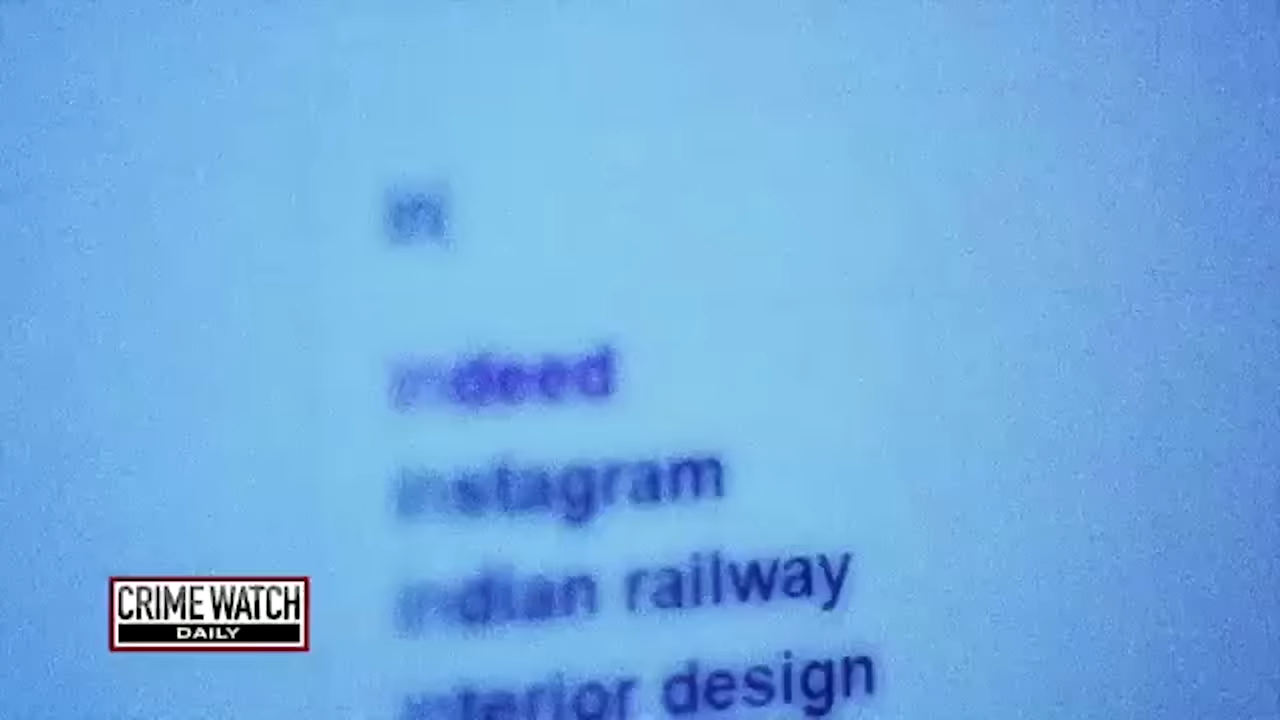 in
indeed
instagram
indian railway
interior design
CRIME WATCH
DAILY